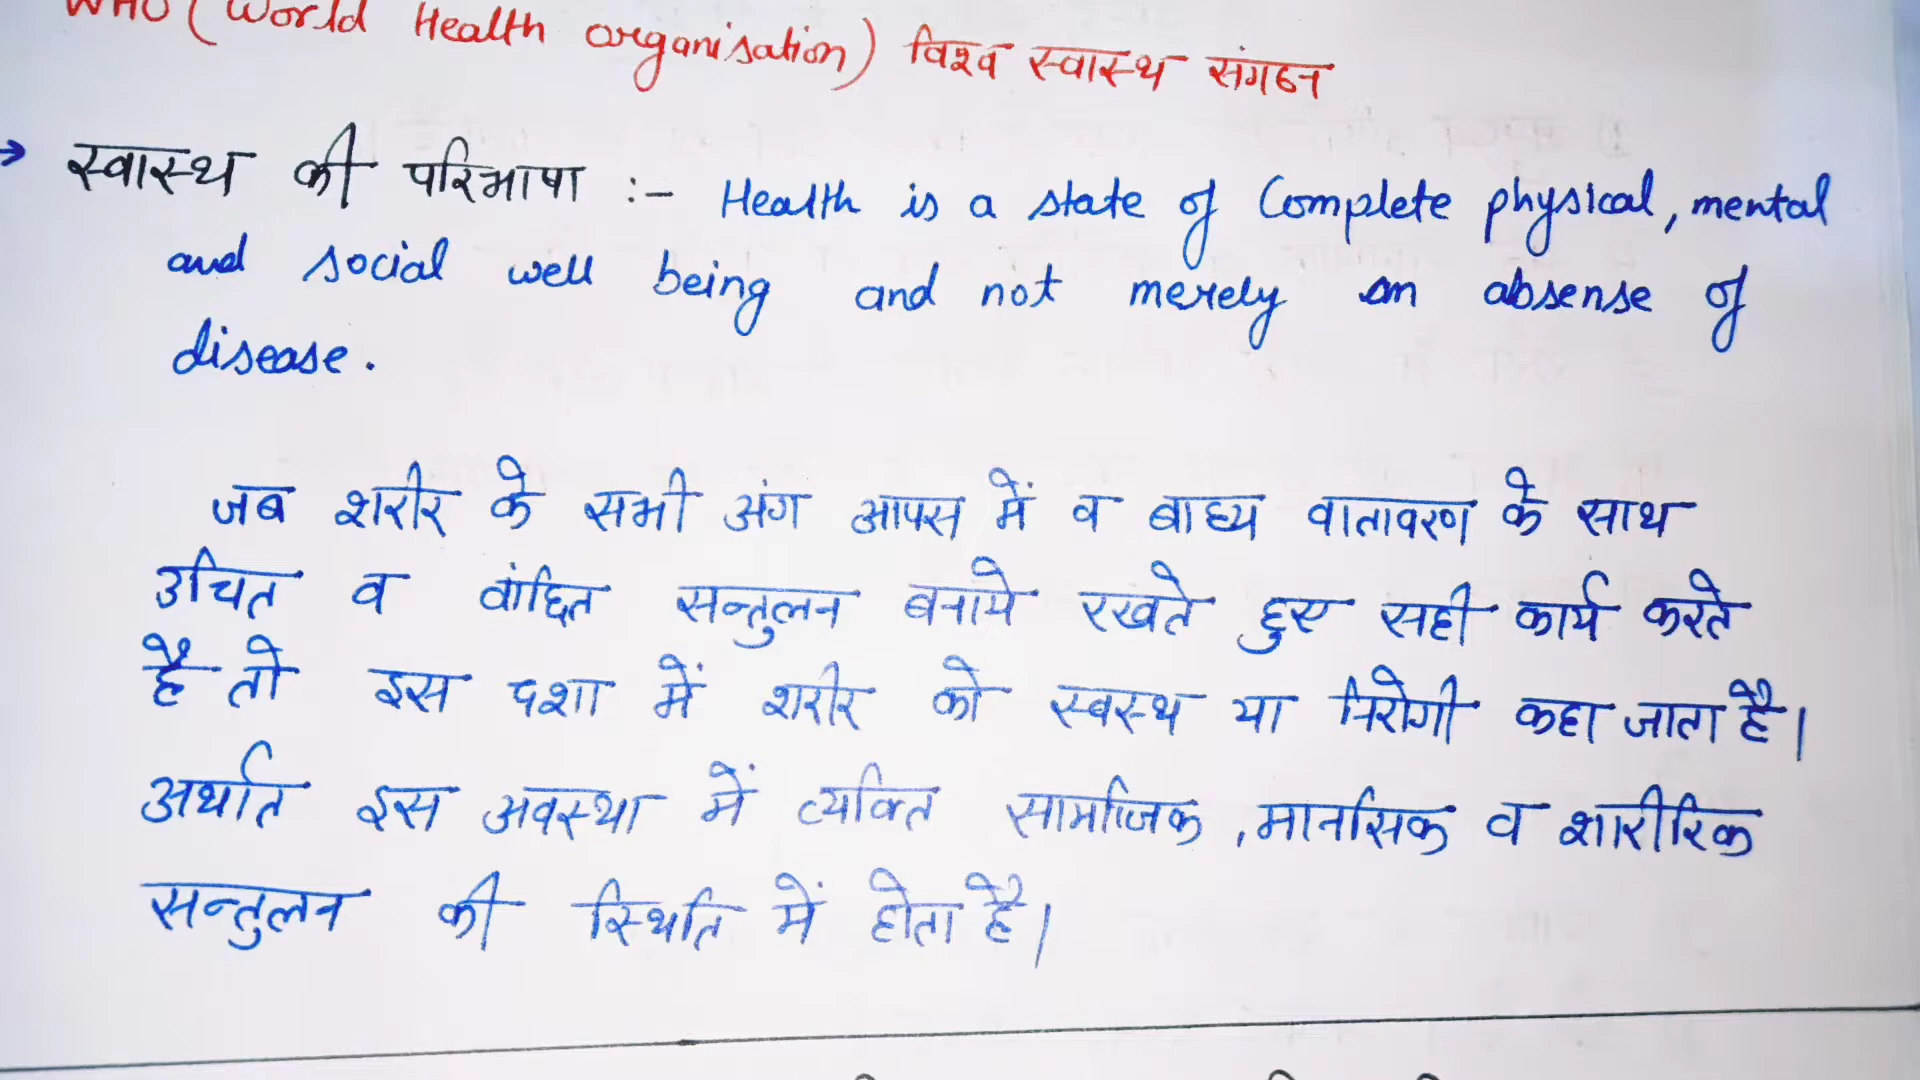 WHO (World Health organisation) विश्व स्वास्थ संगठन
→ स्वास्थ की परिभाषा :- Health is a state of Complete physical, mental
and social well being and not merely an absense of
disease.
जब शरीर के सभी अंग आपस में व बाह्य वातावरण के साथ
उचित व वांछित सन्तुलन बनाये रखते हुए सही कार्य करते
है तो इस दशा में शरीर को स्वस्थ या निरोगी कहा जाता है।
अर्थात इस अवस्था में व्यक्ति सामाजिक, मानसिक व शारीरिक
सन्तुलन की स्थिति में होता है।